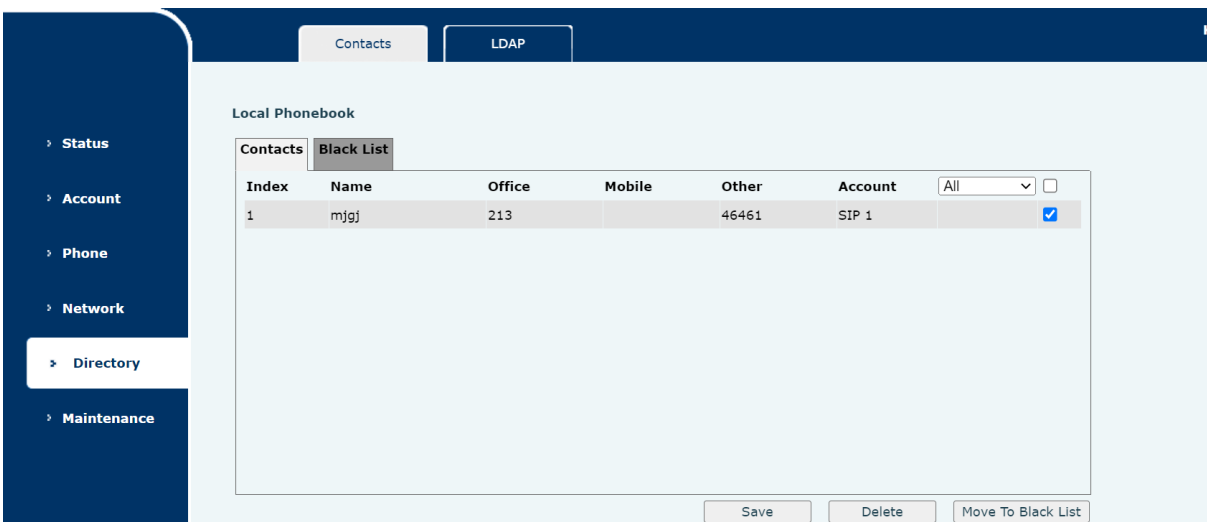 Contacts LDAP
Local Phonebook
Status
Account
Phone
Network
Directory
Maintenance
Contacts Black List
Index Name Office Mobile Other Account All
1 mjgj 213 46461 SIP 1
Save Delete Move To Black List